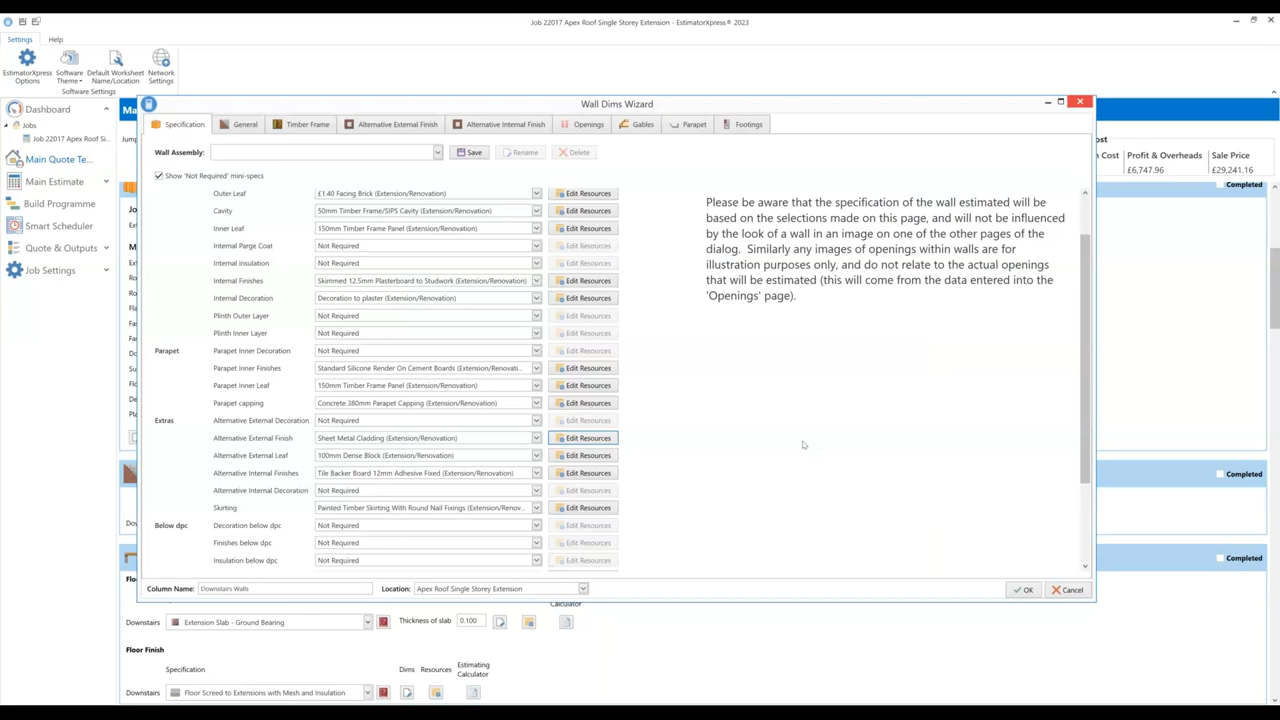 Job 22017 Apex Roof Single Storey Extension - EstimatorXpress® 2023
Settings Help
EstimatorXpress Options
Software Theme
Default Worksheet Name/Location
Network Settings
Software Settings
Dashboard
Jobs
Job 22017 Apex Roof Si...
Main Quote Te...
Main Estimate
Build Programme
Smart Scheduler
Quote & Outputs
Job Settings
Wall Dims Wizard
Specification General Timber Frame Alternative External Finish Alternative Internal Finish Openings Gables Parapet Footings
Wall Assembly: Save Rename Delete
Show 'Not Required' mini-specs
Outer Leaf £1.40 Facing Brick (Extension/Renovation) Edit Resources
Cavity 50mm Timber Frame/SIPS Cavity (Extension/Renovation) Edit Resources
Inner Leaf 150mm Timber Frame Panel (Extension/Renovation) Edit Resources
Internal Parge Coat Not Required Edit Resources
Internal Insulation Not Required Edit Resources
Internal Finishes Skimmed 12.5mm Plasterboard to Studwork (Extension/Renovation) Edit Resources
Internal Decoration Decoration to plaster (Extension/Renovation) Edit Resources
Plinth Outer Layer Not Required Edit Resources
Plinth Inner Layer Not Required Edit Resources
Parapet Parapet Inner Decoration Not Required Edit Resources
Parapet Inner Finishes Standard Silicone Render On Cement Boards (Extension/Renovati... Edit Resources
Parapet Inner Leaf 150mm Timber Frame Panel (Extension/Renovation) Edit Resources
Parapet capping Concrete 380mm Parapet Capping (Extension/Renovation) Edit Resources
Extras Alternative External Decoration Not Required Edit Resources
Alternative External Finish Sheet Metal Cladding (Extension/Renovation) Edit Resources
Alternative External Leaf 100mm Dense Block (Extension/Renovation) Edit Resources
Alternative Internal Finishes Tile Backer Board 12mm Adhesive Fixed (Extension/Renovation) Edit Resources
Alternative Internal Decoration Not Required Edit Resources
Skirting Painted Timber Skirting With Round Nail Fixings (Extension/Renov... Edit Resources
Below dpc Decoration below dpc Not Required Edit Resources
Finishes below dpc Not Required Edit Resources
Insulation below dpc Not Required Edit Resources
Please be aware that the specification of the wall estimated will be
based on the selections made on this page, and will not be influenced
by the look of a wall in an image on one of the other pages of the
dialog. Similarly any images of openings within walls are for
illustration purposes only, and do not relate to the actual openings
that will be estimated (this will come from the data entered into the
'Openings' page).
Column Name: Downstairs Walls Location: Apex Roof Single Storey Extension OK Cancel
Cost Profit & Overheads Sale Price
£6,747.96 £29,241.16
Completed
Completed
Completed
Calculator
Downstairs Extension Slab - Ground Bearing Thickness of slab 0.100
Floor Finish
Specification Dims Resources Estimating Calculator
Downstairs Floor Screed to Extensions with Mesh and Insulation